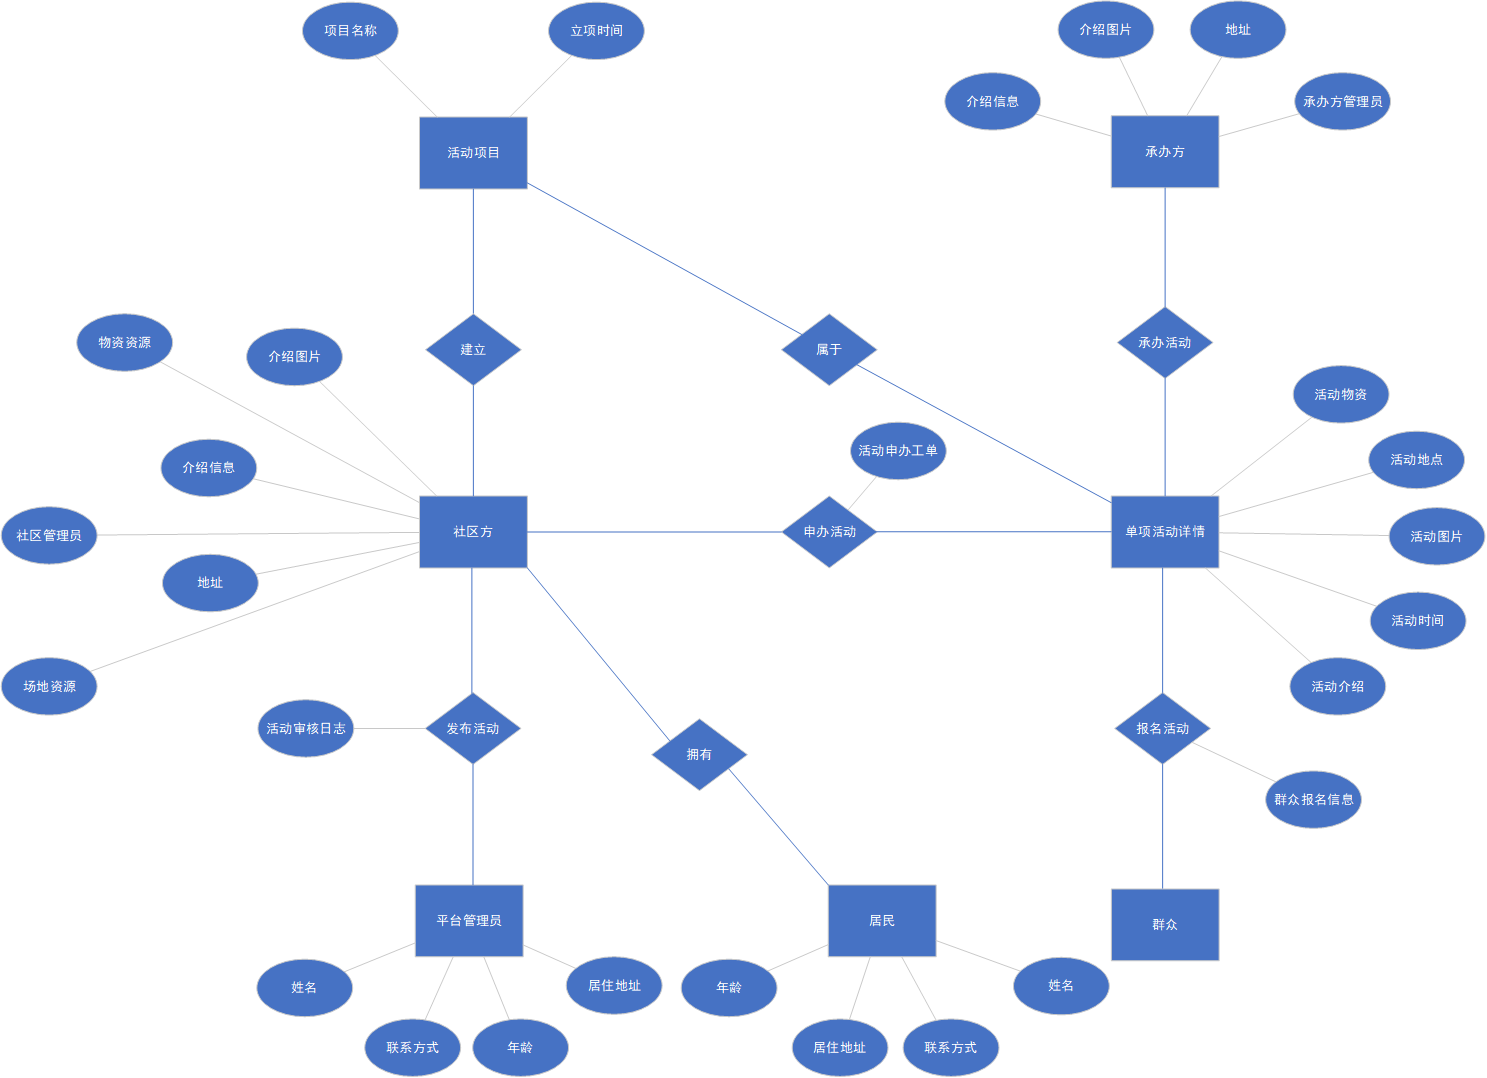 项目名称
立项时间
介绍图片
地址
介绍信息
承办方管理员
活动项目
承办方
物资资源
介绍图片
建立
属于
承办活动
活动物资
介绍信息
活动申办工单
活动地点
社区管理员
社区方
申办活动
单项活动详情
活动图片
地址
活动时间
场地资源
活动介绍
活动审核日志
发布活动
拥有
报名活动
群众报名信息
平台管理员
居民
群众
姓名
居住地址
年龄
姓名
联系方式
年龄
居住地址
联系方式